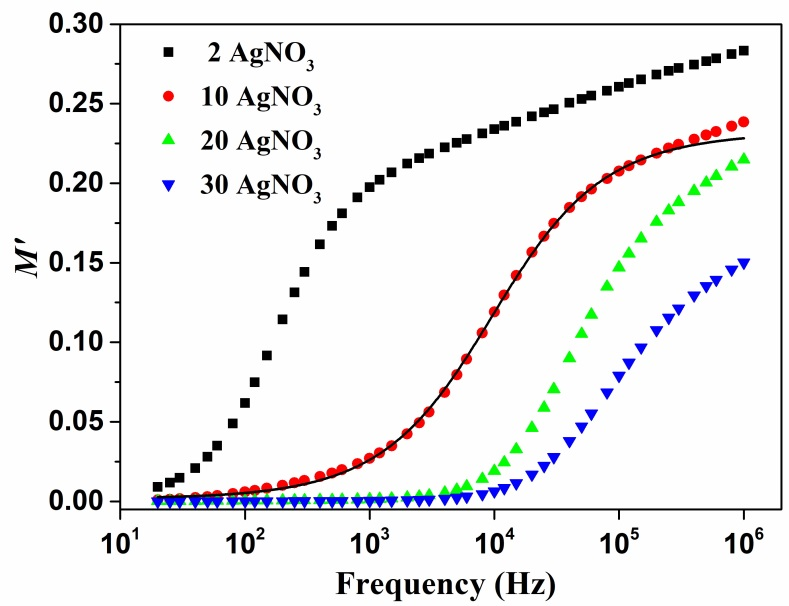 0.30
0.25
0.20
0.15
0.10
0.05
0.00
M'
2 AgNO₃
10 AgNO₃
20 AgNO₃
30 AgNO₃
10¹ 10² 10³ 10⁴ 10⁵ 10⁶
Frequency (Hz)